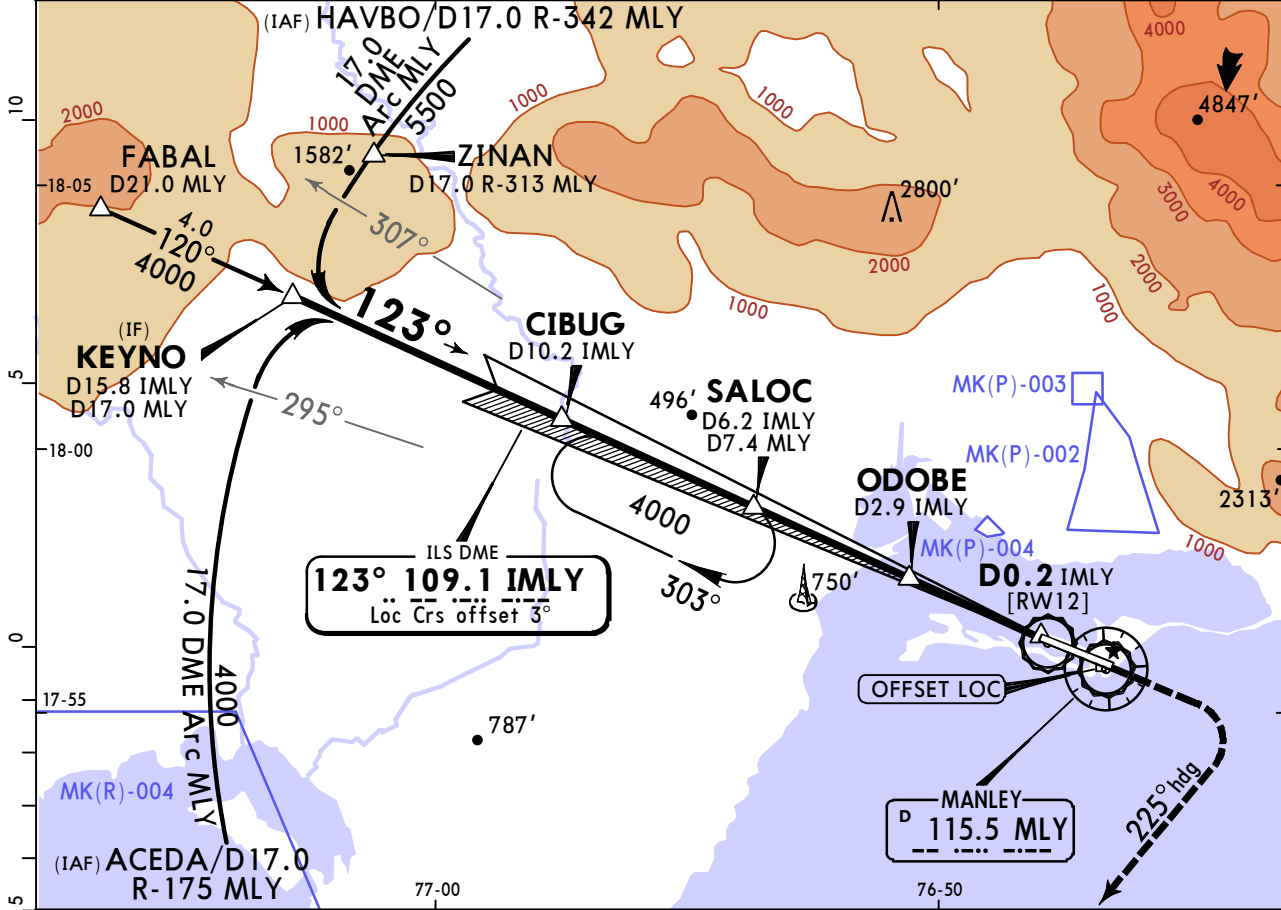 (IAF) HAVBO/D17.0 R-342 MLY
17.0
DME
Arc MLY
5500
4000
4847'
10
2000
1000
1000
1000
FABAL
D21.0 MLY
1582'
ZINAN
D17.0 R-313 MLY
18-05
2800'
3000
4000
4.0
120°
4000
307°
2000
2000
1000
1000
123°
(IF)
KEYNO
D15.8 IMLY
D17.0 MLY
CIBUG
D10.2 IMLY
5
295°
496'
SALOC
D6.2 IMLY
D7.4 MLY
MK(P)-003
18-00
MK(P)-002
ODOBE
D2.9 IMLY
2313'
4000
MK(P)-004
1000
ILS DME
123° 109.1 IMLY
Loc Crs offset 3°
303°
750'
D0.2 IMLY
[RW12]
0
17.0 DME Arc MLY
4000
OFFSET LOC
17-55
787'
MK(R)-004
225° hdg
MANLEY
D 115.5 MLY
(IAF) ACEDA/D17.0
R-175 MLY
77-00
76-50
5